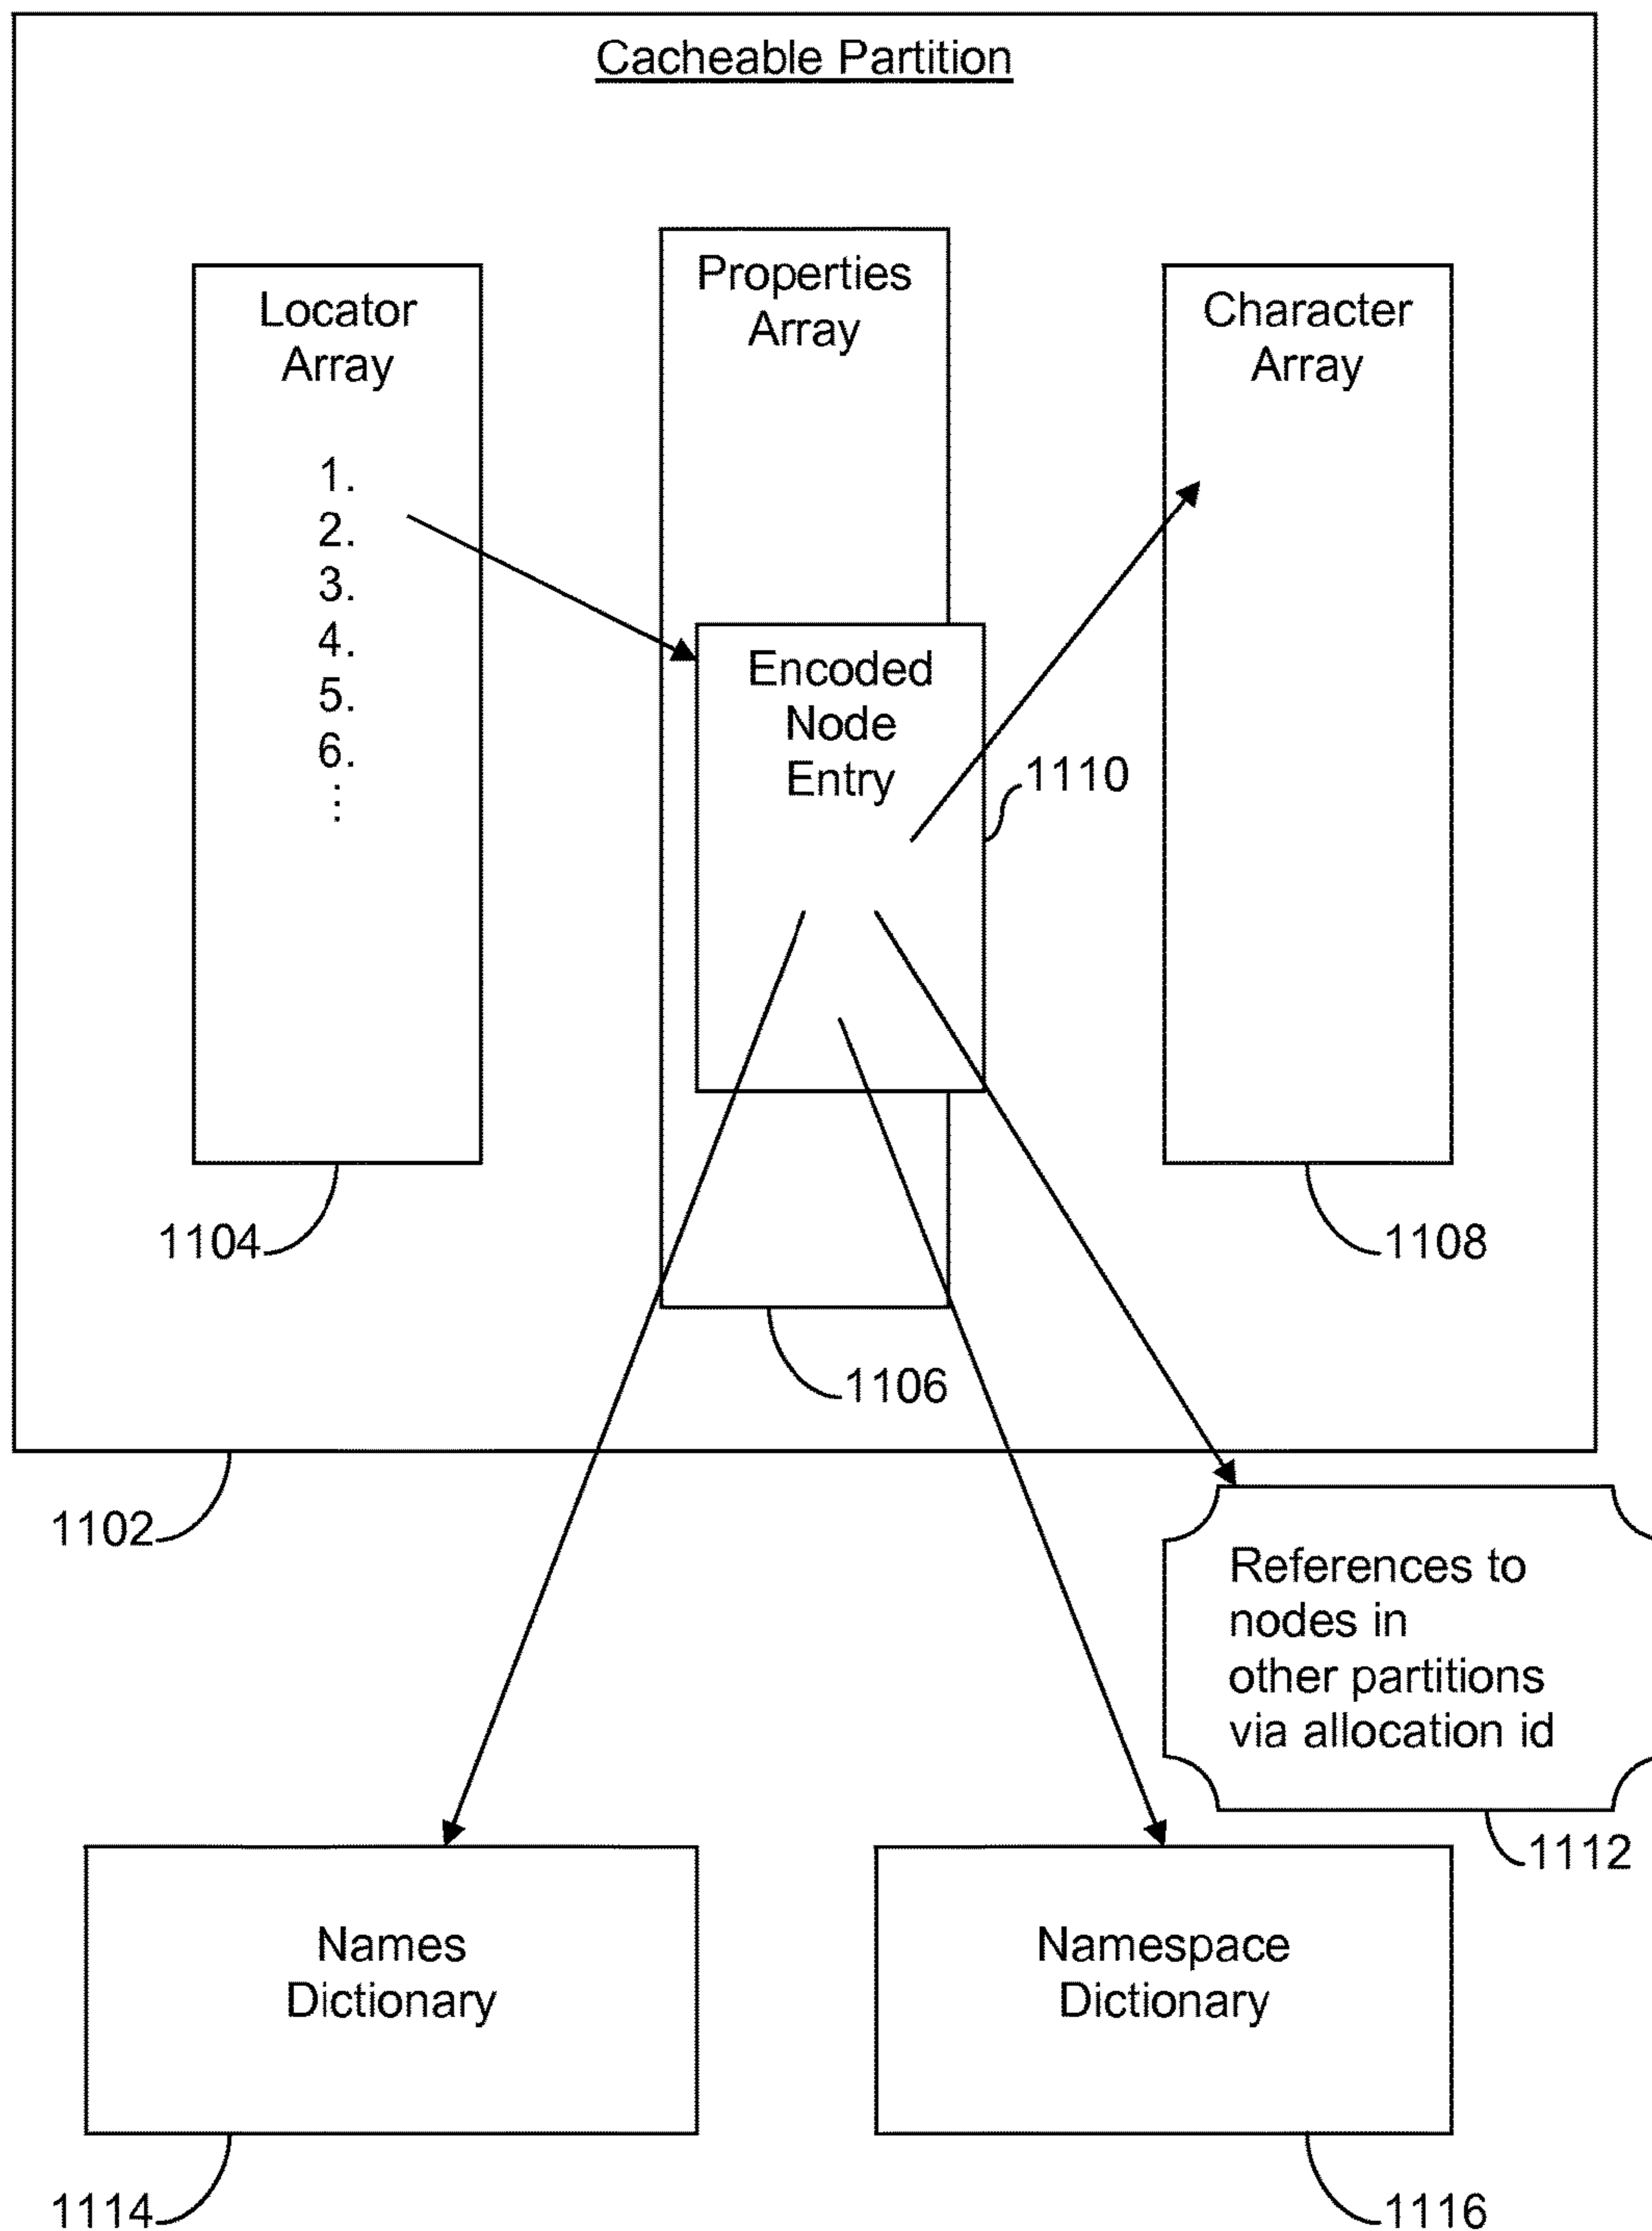 Cacheable Partition
Locator
Array
1.
2.
3.
4.
5.
6.
⋮
Properties
Array
Encoded
Node
Entry
1110
Character
Array
1104
1108
1106
1102
References to
nodes in
other partitions
via allocation id
1112
Names
Dictionary
Namespace
Dictionary
1114
1116